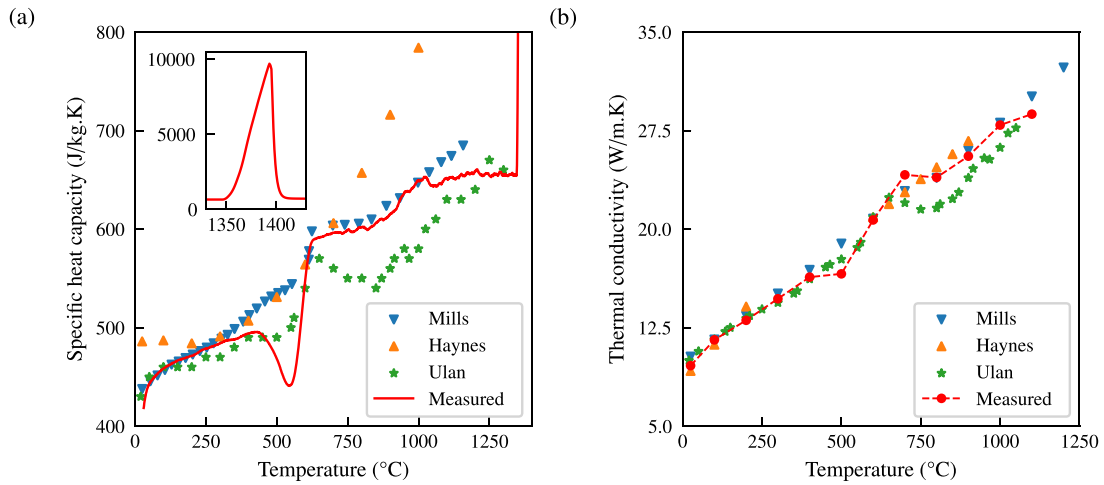 (a)
800
700
600
500
400
Specific heat capacity (J/kg.K)
10000
5000
0
1350
1400
Mills
Haynes
Ulan
Measured
0
250
500
750
1000
1250
Temperature (°C)
(b)
35.0
27.5
20.0
12.5
5.0
Thermal conductivity (W/m.K)
Mills
Haynes
Ulan
Measured
0
250
500
750
1000
1250
Temperature (°C)